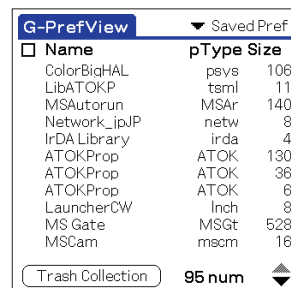 G-PrefView ▼ Saved Pref
Name pType Size
ColorBigHAL psys 106
LibATOKP tsml 11
MSAutorun MSAr 140
Network_jpJP netw 8
IrDA Library irda 4
ATOKProp ATOK 130
ATOKProp ATOK 36
ATOKProp ATOK 6
LauncherCW lnch 8
MS Gate MSGt 528
MSCam mscm 16
Trash Collection 95 num